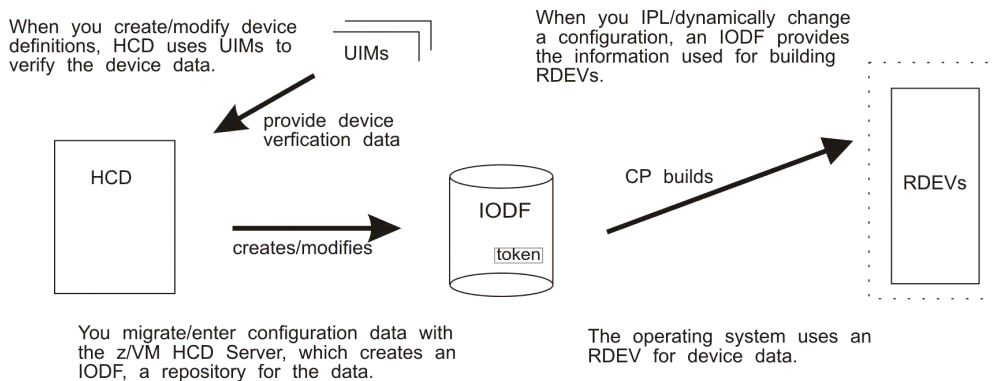 When you create/modify device
definitions, HCD uses UIMs to
verify the device data.
UIMs
When you IPL/dynamically change
a configuration, an IODF provides
the information used for building
RDEVs.
provide device
verfication data
HCD
creates/modifies
IODF
token
CP builds
RDEVs
You migrate/enter configuration data with
the z/VM HCD Server, which creates an
IODF, a repository for the data.
The operating system uses an
RDEV for device data.